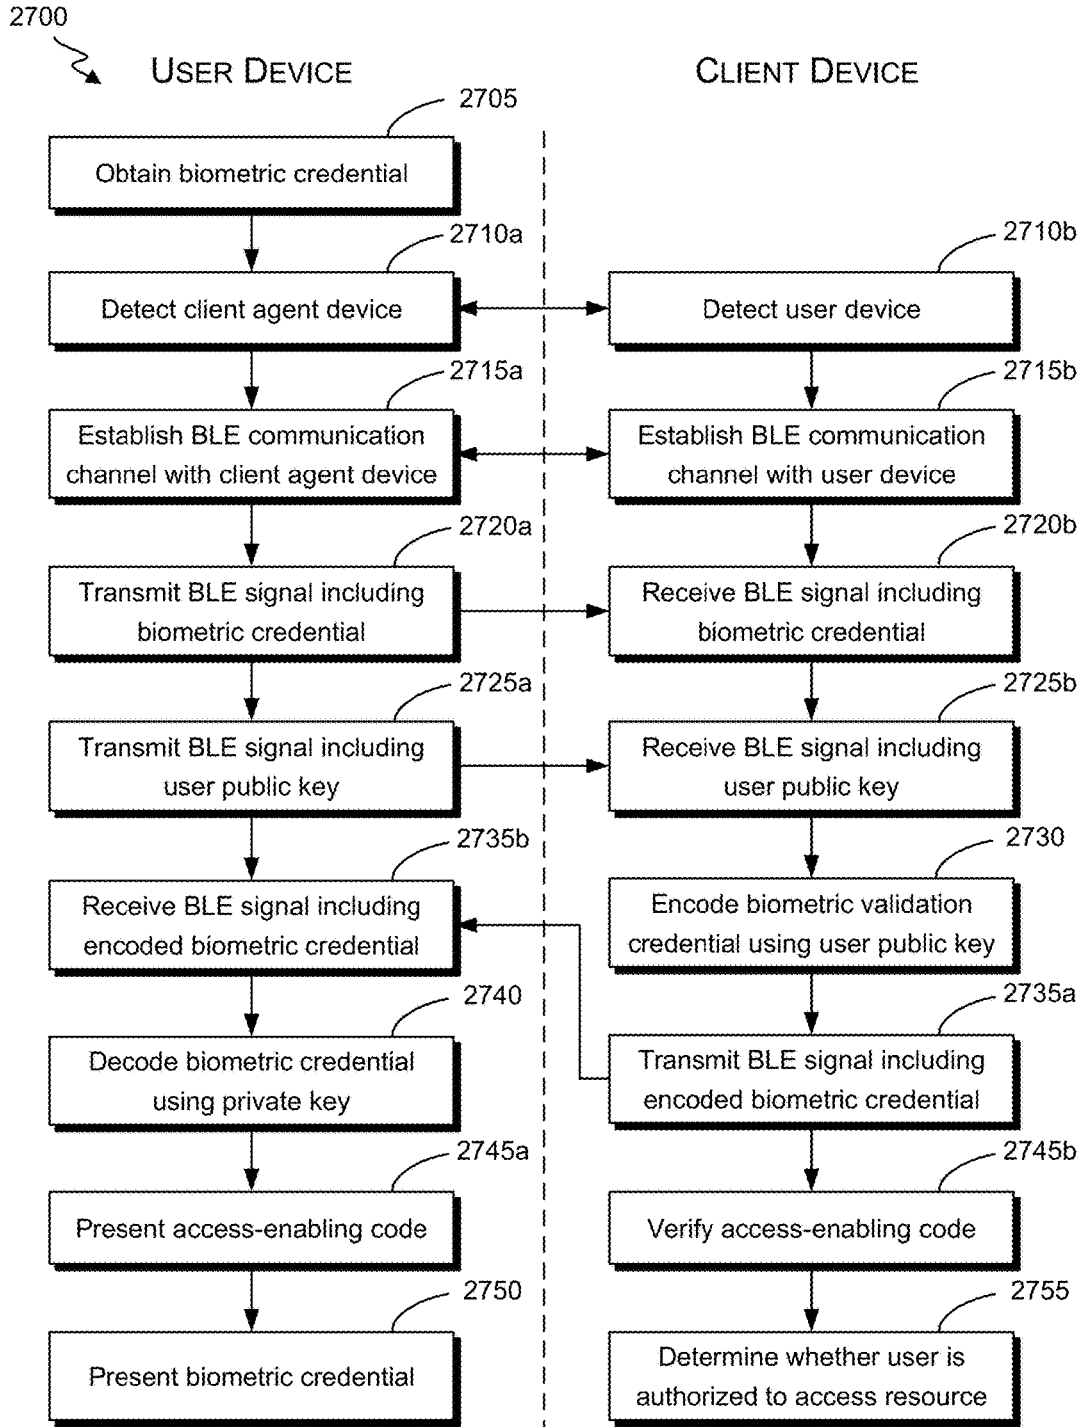 2700
USER DEVICE
CLIENT DEVICE
2705
Obtain biometric credential
2710a
2710b
Detect client agent device
Detect user device
2715a
2715b
Establish BLE communication
channel with client agent device
Establish BLE communication
channel with user device
2720a
2720b
Transmit BLE signal including
biometric credential
Receive BLE signal including
biometric credential
2725a
2725b
Transmit BLE signal including
user public key
Receive BLE signal including
user public key
2735b
2730
Receive BLE signal including
encoded biometric credential
Encode biometric validation
credential using user public key
2740
2735a
Decode biometric credential
using private key
Transmit BLE signal including
encoded biometric credential
2745a
2745b
Present access-enabling code
Verify access-enabling code
2750
2755
Present biometric credential
Determine whether user is
authorized to access resource